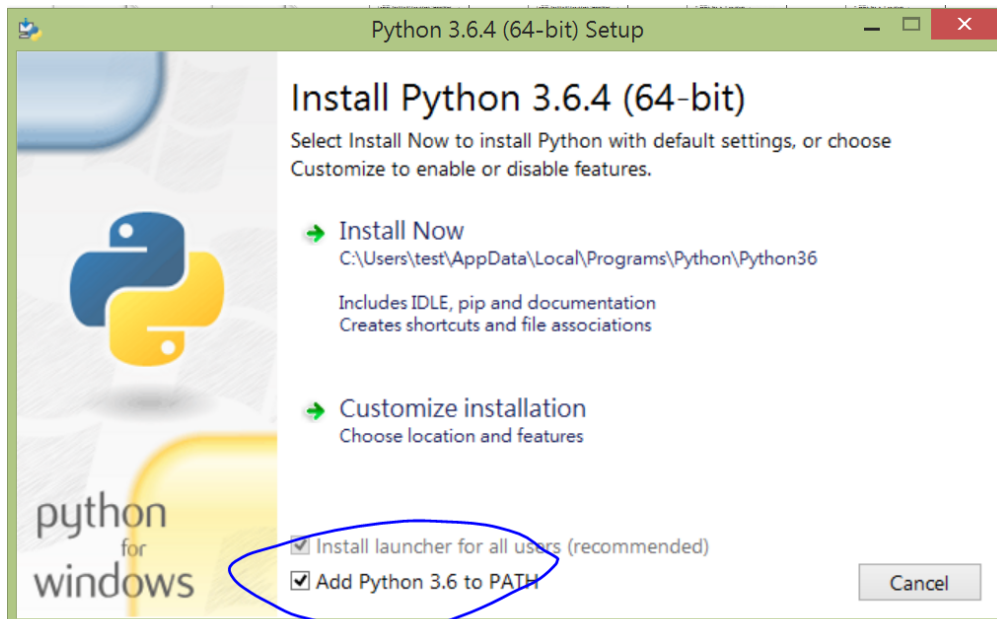 Python 3.6.4 (64-bit) Setup
Install Python 3.6.4 (64-bit)
Select Install Now to install Python with default settings, or choose
Customize to enable or disable features.
Install Now
C:\Users\test\AppData\Local\Programs\Python\Python36
Includes IDLE, pip and documentation
Creates shortcuts and file associations
Customize installation
Choose location and features
python
for
windows
Install launcher for all users (recommended)
Add Python 3.6 to PATH
Cancel